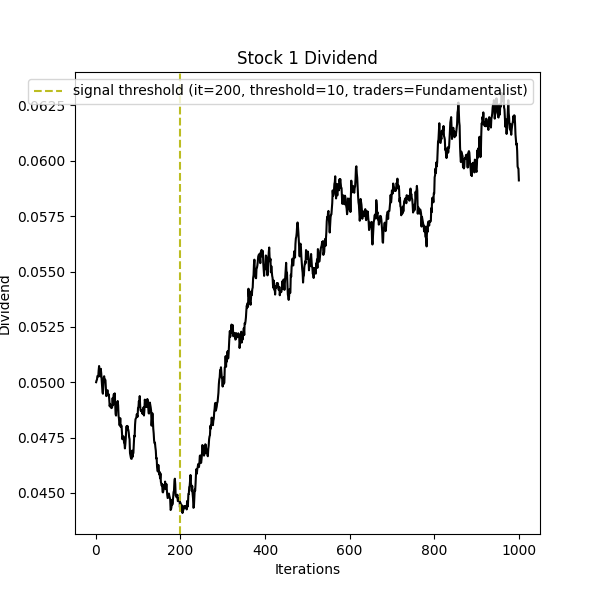 Stock 1 Dividend
signal threshold (it=200, threshold=10, traders=Fundamentalist)
0.0625
0.0600
0.0575
0.0550
0.0525
0.0500
0.0475
0.0450
Dividend
0 200 400 600 800 1000
Iterations